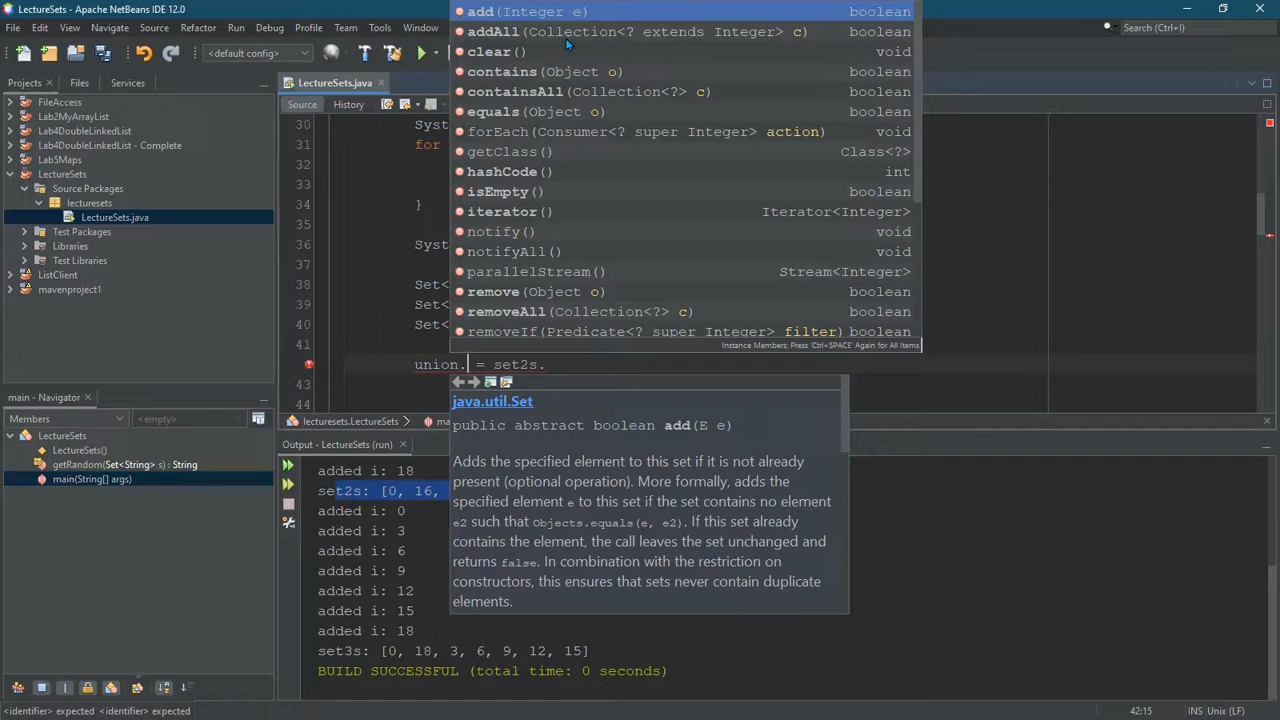 LectureSets - Apache NetBeans IDE 12.0
File Edit View Navigate Source
Run Debug Profile Team Tools
Search (Ctrl+I)
<default config>
Projects
Files
Services
FileAccess
Lab2MyArrayList
Lab4DoubleLinkedList
Lab4DoubleLinkedList - Complete
Lab5Maps
LectureSets
Source Packages
lecturesets
LectureSets.java
Test Packages
Libraries
Test Libraries
ListClient
mavenproject1
LectureSets.java
Source History
30 Syst
31 for
32
33
34 }
35
36 Syst
37
38 Set<
39 Set<
40 Set<
41
union. = set2s.
43
44
add(Integer e) boolean
addAll(Collection<? extends Integer> c) boolean
clear() void
contains(Object o) boolean
containsAll(Collection<?> c) boolean
equals(Object o) boolean
forEach(Consumer<? super Integer> action) void
getClass() Class<?>
hashCode() int
isEmpty() boolean
iterator() Iterator<Integer>
notify() void
notifyAll() void
parallelStream() Stream<Integer>
remove(Object o) boolean
removeAll(Collection<?> c) boolean
removeIf(Predicate<? super Integer> filter) boolean
Instance Members; Press 'Ctrl+SPACE' Again for All Items
java.util.Set
public abstract boolean add(E e)
Adds the specified element to this set if it is not already
present (optional operation). More formally, adds the
specified element e to this set if the set contains no element
e2 such that Objects.equals(e, e2). If this set already
contains the element, the call leaves the set unchanged and
returns false. In combination with the restriction on
constructors, this ensures that sets never contain duplicate
elements.
main - Navigator
Members
<empty>
LectureSets
LectureSets()
getRandom(Set<String> s) : String
main(String[] args)
lecturesets.LectureSets
Output - LectureSets (run)
added i: 18
set2s: [0, 16,
added i: 0
added i: 3
added i: 6
added i: 9
added i: 12
added i: 15
added i: 18
set3s: [0, 18, 3, 6, 9, 12, 15]
BUILD SUCCESSFUL (total time: 0 seconds)
<identifier> expected <identifier> expected
42:15
INS Unix (LF)